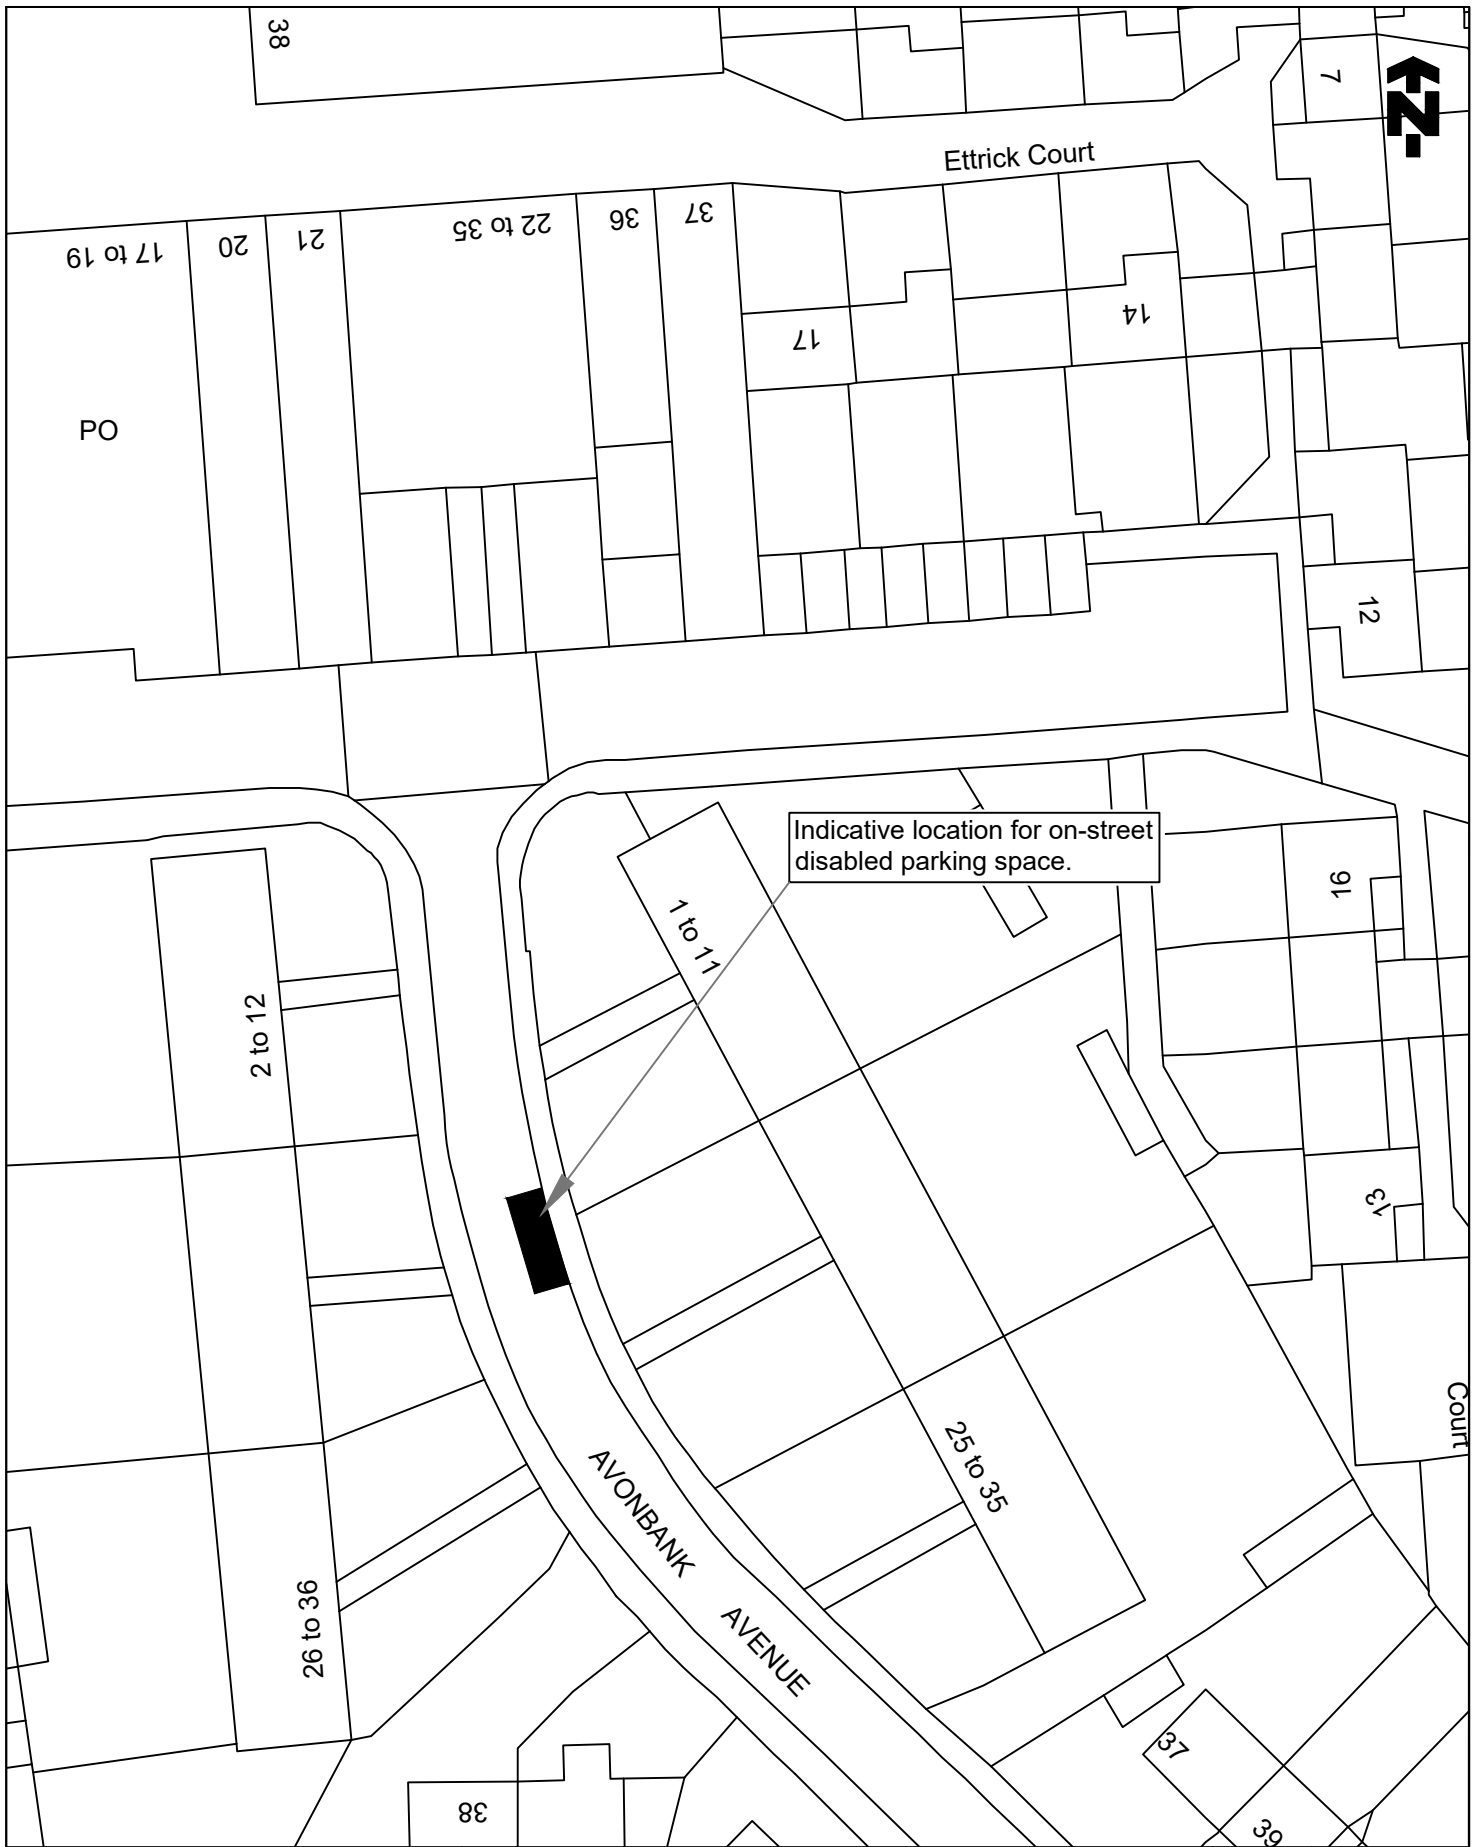 38
7
N
Ettrick Court
17 to 19
20
21
22 to 35
36
37
17
14
PO
12
Indicative location for on-street
disabled parking space.
16
1 to 11
2 to 12
13
Court
25 to 35
AVONBANK
AVENUE
26 to 36
37
38
39